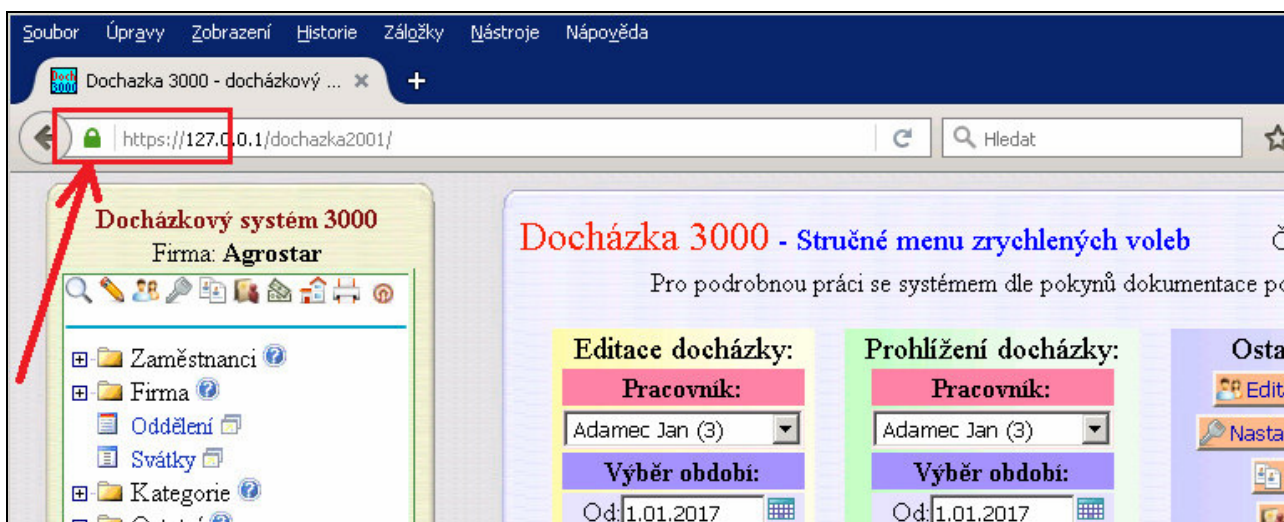 Soubor Úpravy Zobrazení Historie Záložky Nástroje Nápověda
Dochazka 3000 - docházkový ...
https://127.0.0.1/dochazka2001/
Hledat
Docházkový systém 3000
Firma: Agrostar
Zaměstnanci
Firma
Oddělení
Svátky
Kategorie
Docházka 3000 - Stručné menu zrychlených voleb
Pro podrobnou práci se systémem dle pokynů dokumentace
Editace docházky:
Pracovník:
Adamec Jan (3)
Výběr období:
Od: 1.01.2017
Prohlížení docházky:
Pracovník:
Adamec Jan (3)
Výběr období:
Od: 1.01.2017
Osta
Edit
Nasta